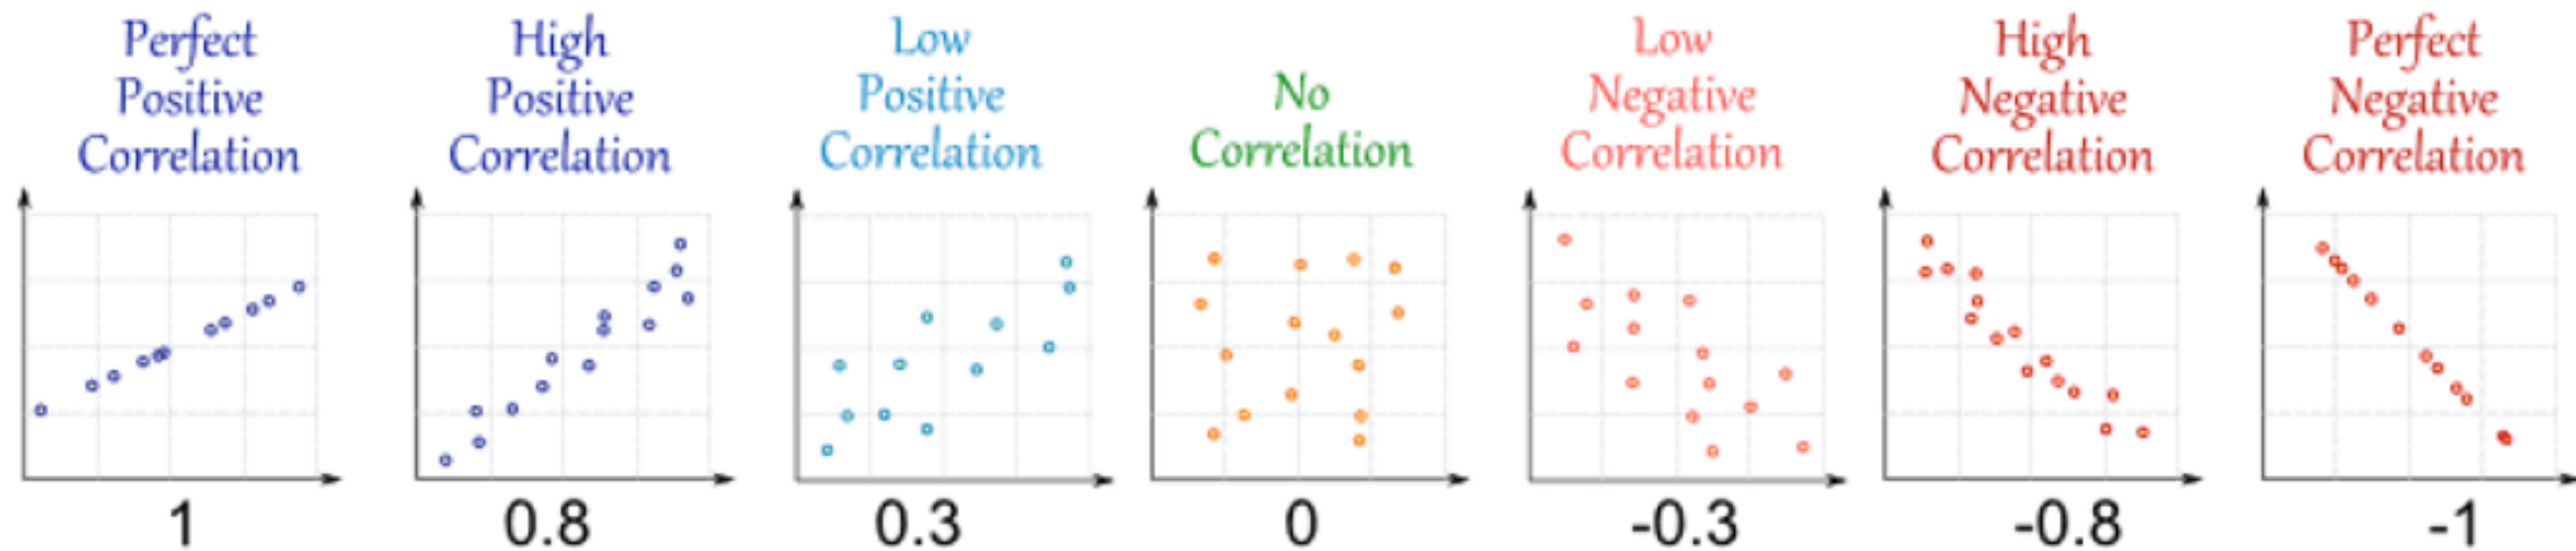 Perfect
Positive
Correlation
High
Positive
Correlation
Low
Positive
Correlation
No
Correlation
Low
Negative
Correlation
High
Negative
Correlation
Perfect
Negative
Correlation
1
0.8
0.3
0
-0.3
-0.8
-1